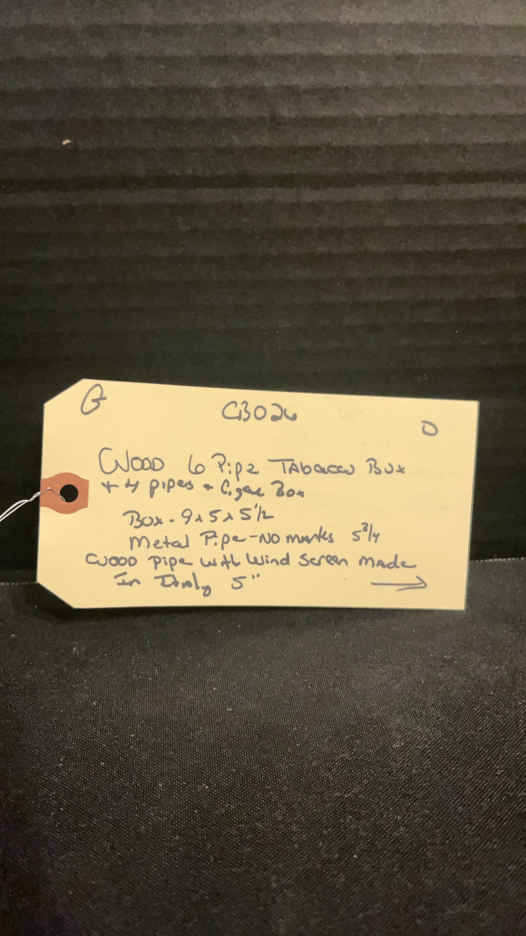 G
CB026
D
Wood 6 Pipe Tabacco Box
+ 4 pipes + Cigar Box
Box - 9 x 5 x 5 1/2
Metal Pipe - No marks 5 3/4
Wood pipe with Wind Screen Made
In Italy 5"
→